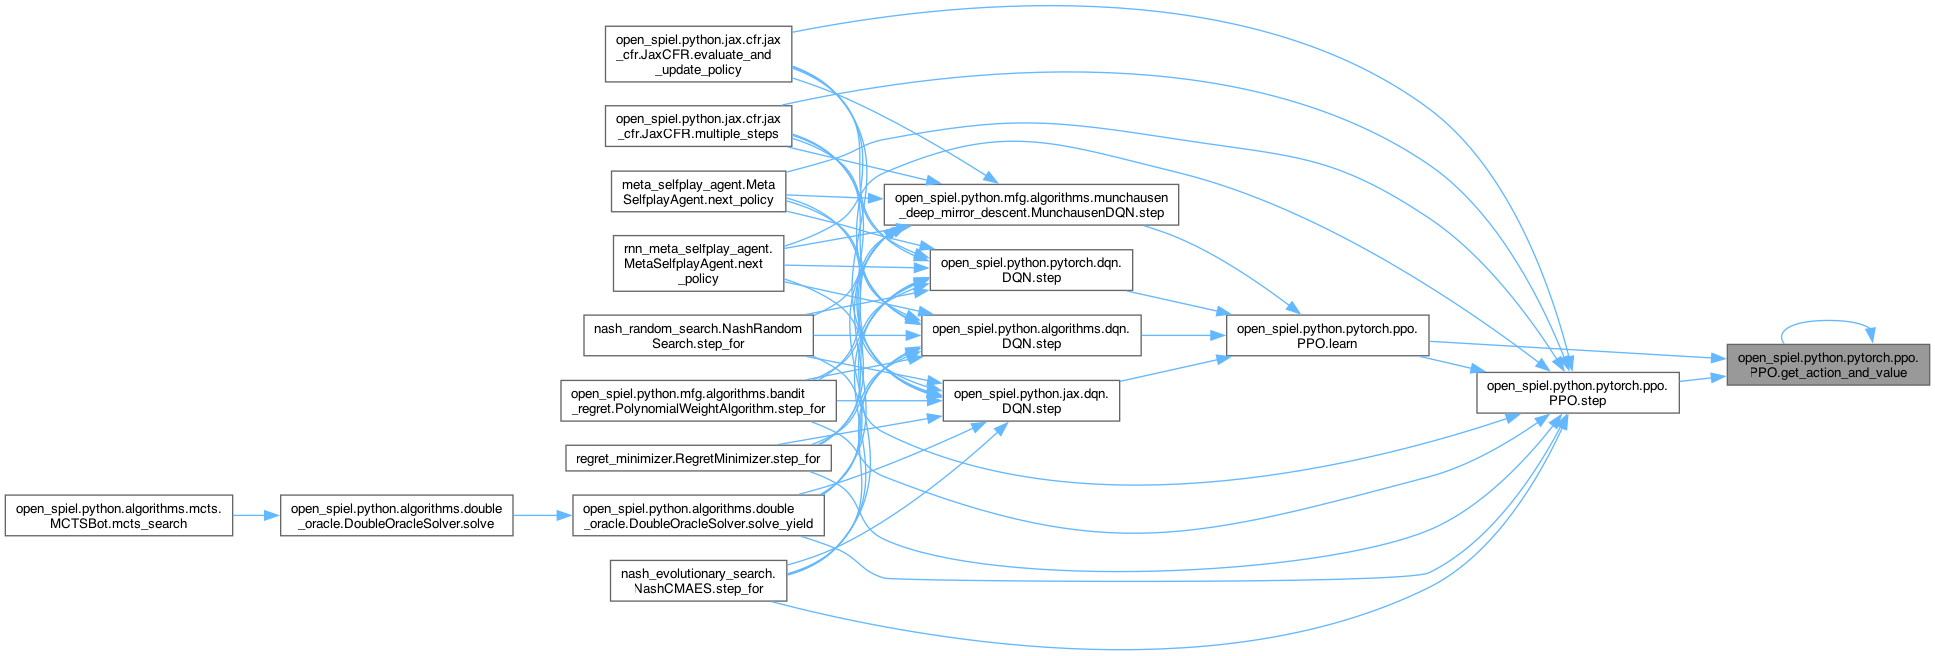 open_spiel.python.jax.cfr.jax
_cfr.JaxCFR.evaluate_and
_update_policy
open_spiel.python.jax.cfr.jax
_cfr.JaxCFR.multiple_steps
meta_selfplay_agent.Meta
SelfplayAgent.next_policy
rnn_meta_selfplay_agent.
MetaSelfplayAgent.next
_policy
nash_random_search.NashRandom
Search.step_for
open_spiel.python.mfg.algorithms.bandit
_regret.PolynomialWeightAlgorithm.step_for
regret_minimizer.RegretMinimizer.step_for
open_spiel.python.algorithms.mcts.
MCTSBot.mcts_search
open_spiel.python.algorithms.double
_oracle.DoubleOracleSolver.solve
open_spiel.python.algorithms.double
_oracle.DoubleOracleSolver.solve_yield
nash_evolutionary_search.
NashCMAES.step_for
open_spiel.python.mfg.algorithms.munchausen
_deep_mirror_descent.MunchausenDQN.step
open_spiel.python.pytorch.dqn.
DQN.step
open_spiel.python.algorithms.dqn.
DQN.step
open_spiel.python.jax.dqn.
DQN.step
open_spiel.python.pytorch.ppo.
PPO.learn
open_spiel.python.pytorch.ppo.
PPO.step
open_spiel.python.pytorch.ppo.
PPO.get_action_and_value